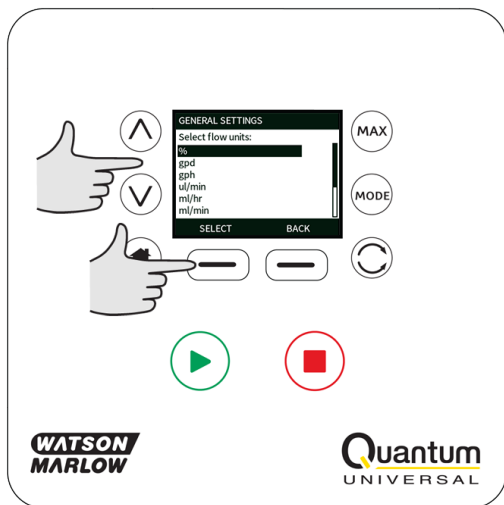 GENERAL SETTINGS
Select flow units:
%
gpd
gph
ul/min
ml/hr
ml/min
SELECT BACK
MAX
MODE
WATSON
MARLOW
Quantum
UNIVERSAL